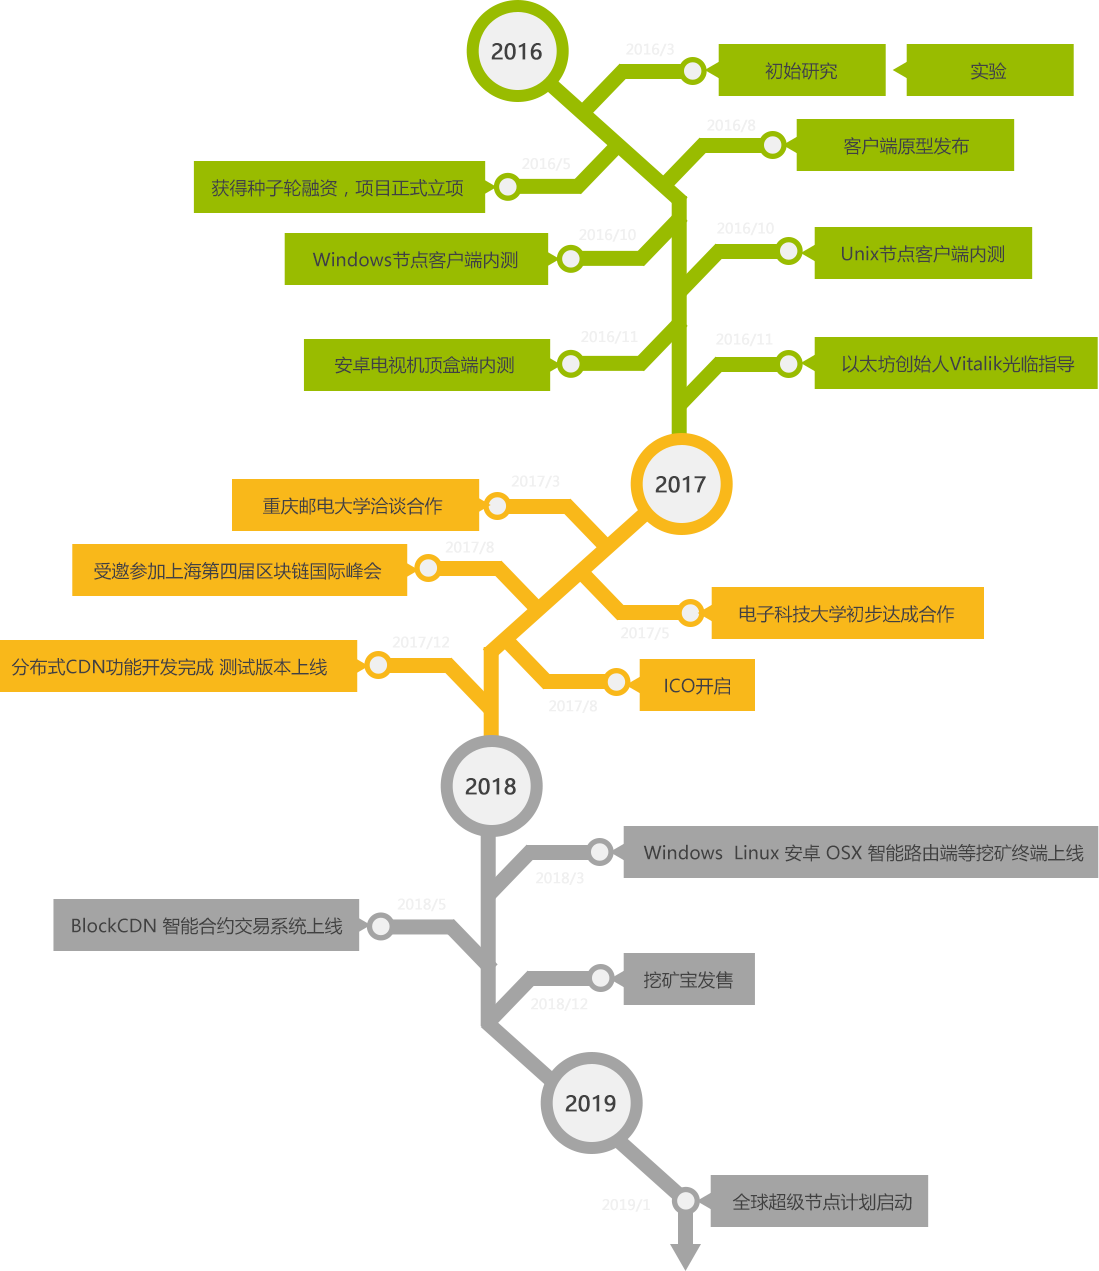 2016
2016/3
初始研究
实验
2016/8
客户端原型发布
2016/5
获得种子轮融资，项目正式立项
2016/10
Windows节点客户端内测
2016/10
Unix节点客户端内测
2016/11
安卓电视机顶盒端内测
2016/11
以太坊创始人Vitalik光临指导
2017
2017/3
重庆邮电大学洽谈合作
2017/8
受邀参加上海第四届区块链国际峰会
2017/5
电子科技大学初步达成合作
2017/12
分布式CDN功能开发完成 测试版本上线
2017/8
ICO开启
2018
2018/3
Windows Linux 安卓 OSX 智能路由端等挖矿终端上线
2018/5
BlockCDN 智能合约交易系统上线
2018/12
挖矿宝发售
2019
2019/1
全球超级节点计划启动